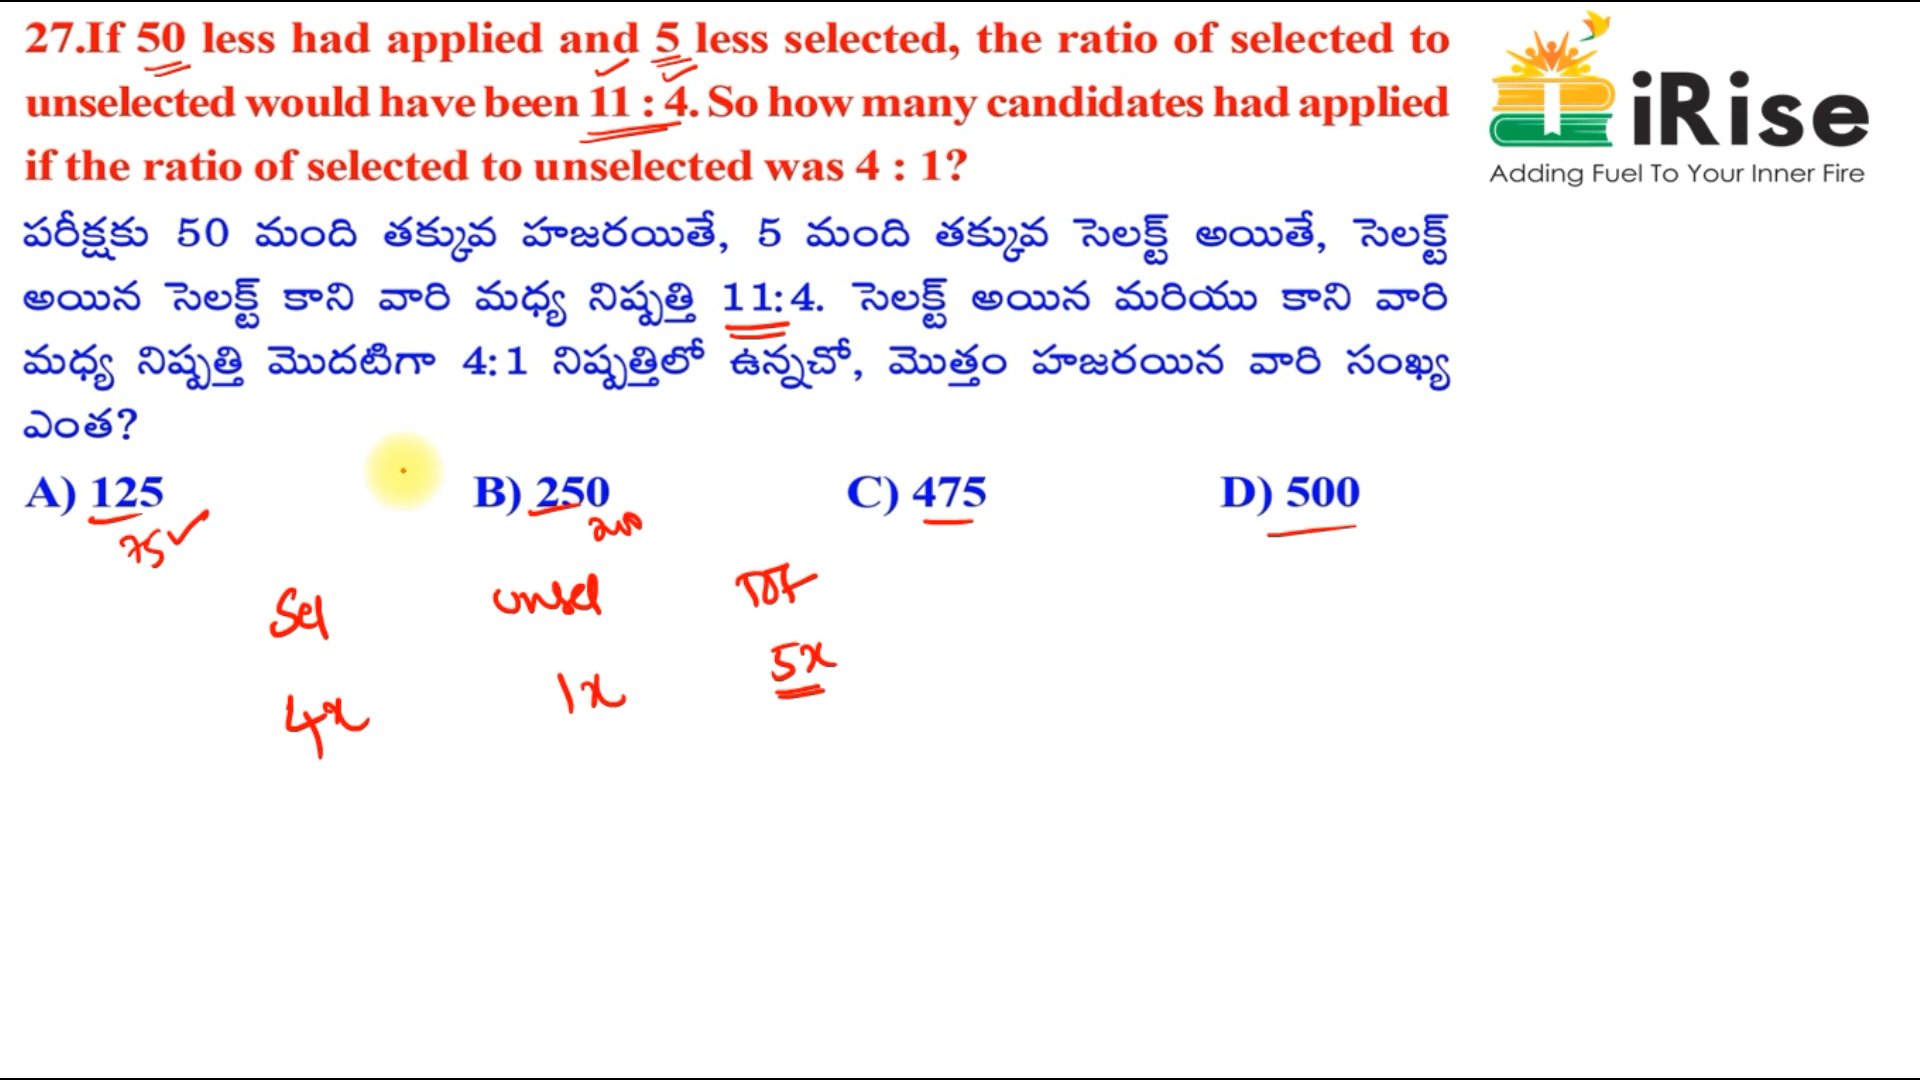 27.If 50 less had applied and 5 less selected, the ratio of selected to
unselected would have been 11 : 4. So how many candidates had applied
if the ratio of selected to unselected was 4 : 1?
పరీక్షకు 50 మంది తక్కువ హాజరయితే, 5 మంది తక్కువ సెలక్ట్ అయితే, సెలక్ట్
అయిన సెలక్ట్ కాని వారి మధ్య నిష్పత్తి 11:4. సెలక్ట్ అయిన మరియు కాని వారి
మధ్య నిష్పత్తి మొదటిగా 4:1 నిష్పత్తిలో ఉన్నచో, మొత్తం హాజరయిన వారి సంఖ్య
ఎంత?
A) 125 B) 250 C) 475 D) 500
75 200
Sel unsel TOT
4x 1x 5x
iRise
Adding Fuel To Your Inner Fire